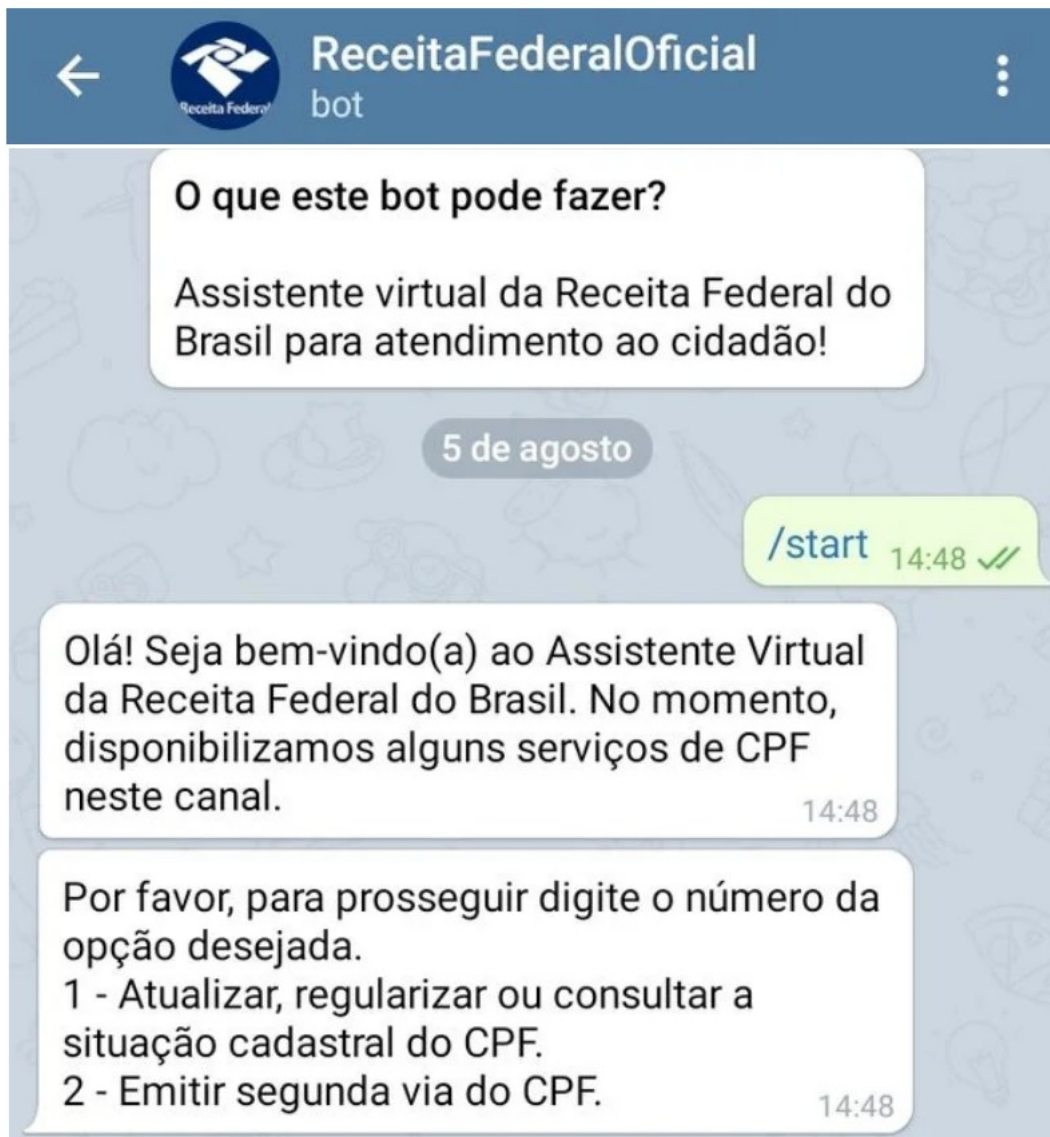 ReceitaFederalOficial
Receita Federal
bot
O que este bot pode fazer?
Assistente virtual da Receita Federal do
Brasil para atendimento ao cidadão!
5 de agosto
/start 14:48
Olá! Seja bem-vindo(a) ao Assistente Virtual
da Receita Federal do Brasil. No momento,
disponibilizamos alguns serviços de CPF
neste canal.
14:48
Por favor, para prosseguir digite o número da
opção desejada.
1 - Atualizar, regularizar ou consultar a
situação cadastral do CPF.
2 - Emitir segunda via do CPF.
14:48